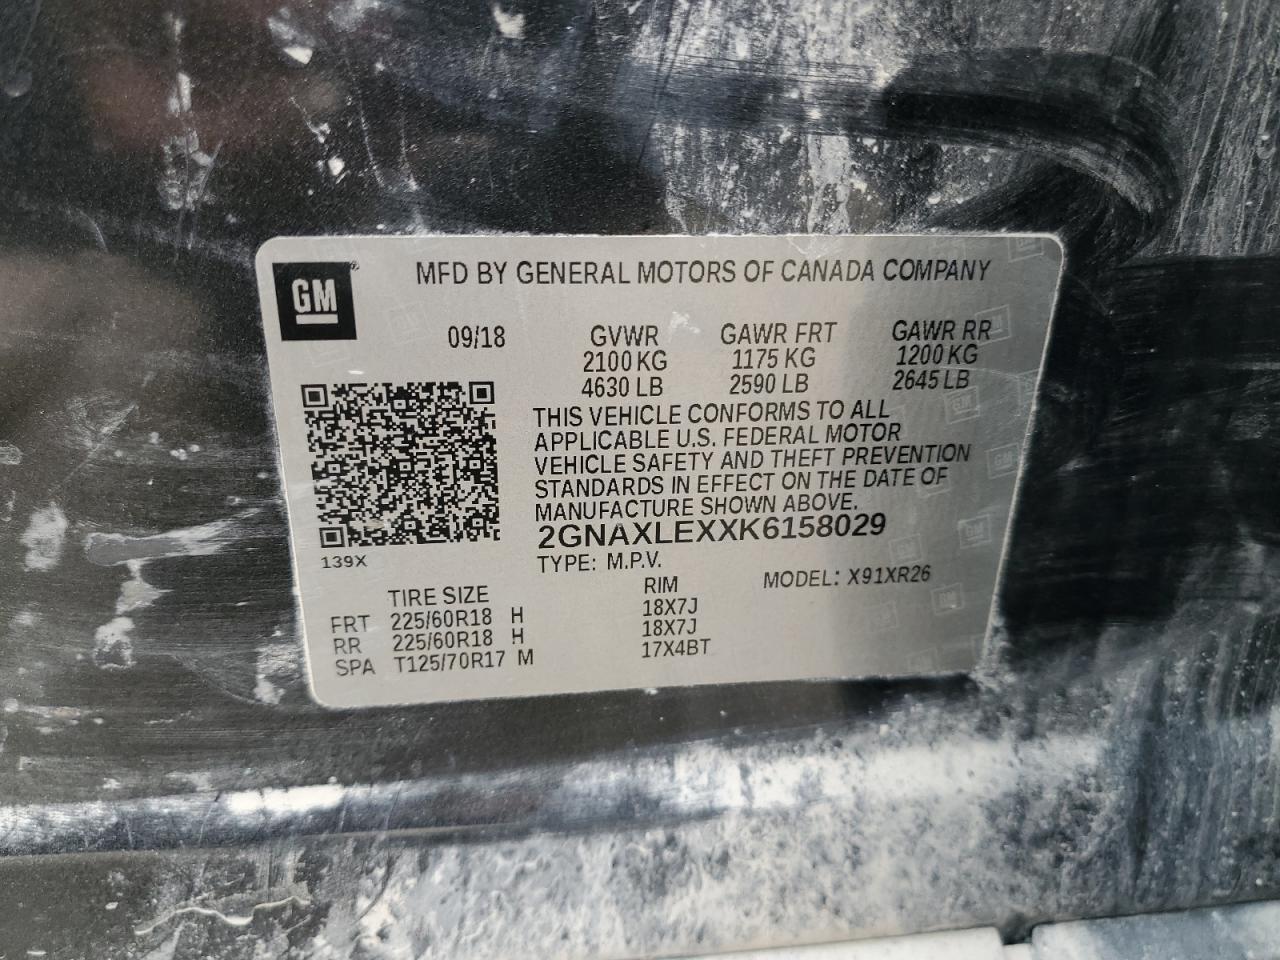 GM
MFD BY GENERAL MOTORS OF CANADA COMPANY
09/18 GVWR GAWR FRT GAWR RR
2100 KG 1175 KG 1200 KG
4630 LB 2590 LB 2645 LB
THIS VEHICLE CONFORMS TO ALL
APPLICABLE U.S. FEDERAL MOTOR
VEHICLE SAFETY AND THEFT PREVENTION
STANDARDS IN EFFECT ON THE DATE OF
MANUFACTURE SHOWN ABOVE.
2GNAXLEXXK6158029
139X
TYPE: M.P.V. MODEL: X91XR26
TIRE SIZE RIM
FRT 225/60R18 H 18X7J
RR 225/60R18 H 18X7J
SPA T125/70R17 M 17X4BT